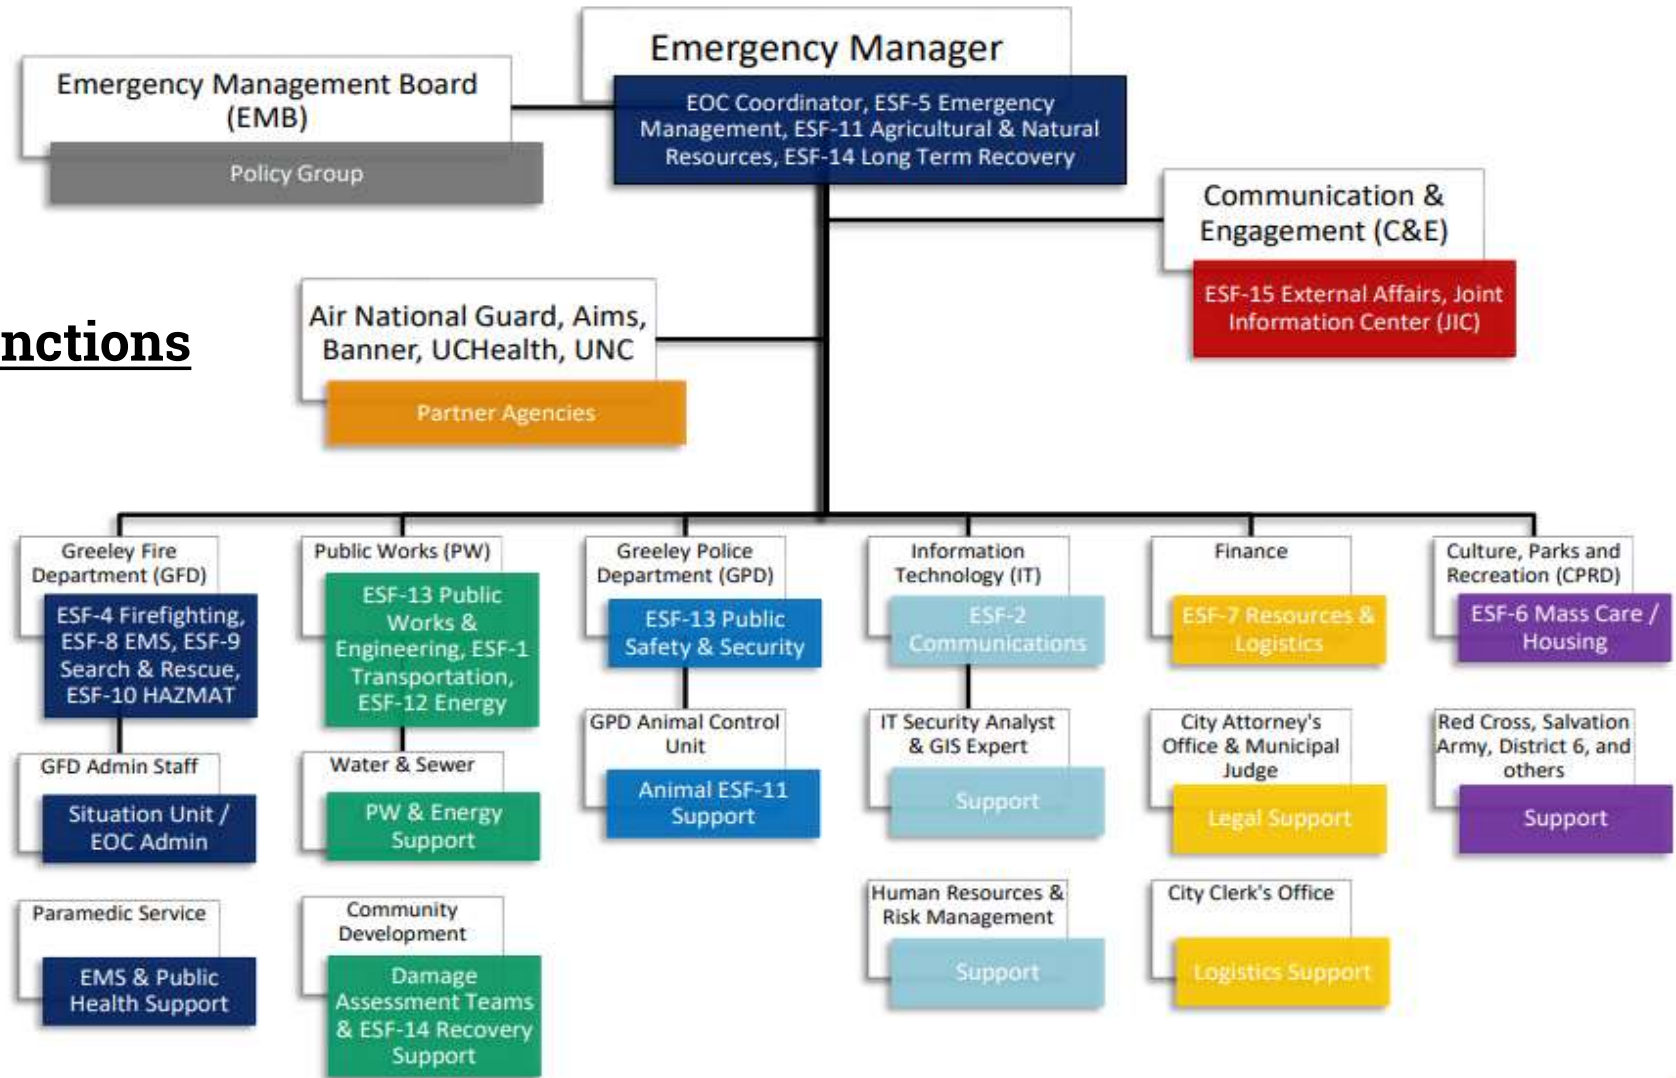 Emergency Manager
EOC Coordinator, ESF-5 Emergency
Management, ESF-11 Agricultural & Natural
Resources, ESF-14 Long Term Recovery
Emergency Management Board
(EMB)
Policy Group
Communication &
Engagement (C&E)
ESF-15 External Affairs, Joint
Information Center (JIC)
nctions
Air National Guard, Aims,
Banner, UCHealth, UNC
Partner Agencies
Greeley Fire
Department (GFD)
ESF-4 Firefighting,
ESF-8 EMS, ESF-9
Search & Rescue,
ESF-10 HAZMAT
GFD Admin Staff
Situation Unit /
EOC Admin
Paramedic Service
EMS & Public
Health Support
Public Works (PW)
ESF-13 Public
Works &
Engineering, ESF-1
Transportation,
ESF-12 Energy
Water & Sewer
PW & Energy
Support
Community
Development
Damage
Assessment Teams
& ESF-14 Recovery
Support
Greeley Police
Department (GPD)
ESF-13 Public
Safety & Security
GPD Animal Control
Unit
Animal ESF-11
Support
Information
Technology (IT)
ESF-2
Communications
IT Security Analyst
& GIS Expert
Support
Human Resources &
Risk Management
Support
Finance
ESF-7 Resources &
Logistics
City Attorney's
Office & Municipal
Judge
Legal Support
City Clerk's Office
Logistics Support
Culture, Parks and
Recreation (CPRD)
ESF-6 Mass Care /
Housing
Red Cross, Salvation
Army, District 6, and
others
Support